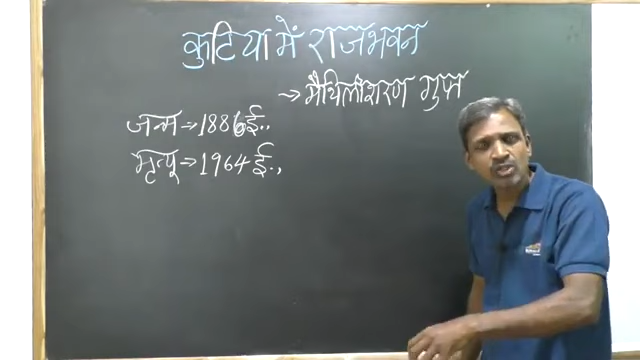 कुटिया में राजभवन
→ मैथिलीशरण गुप्त
जन्म → 1886 ई.,
मृत्यू → 1964 ई.,